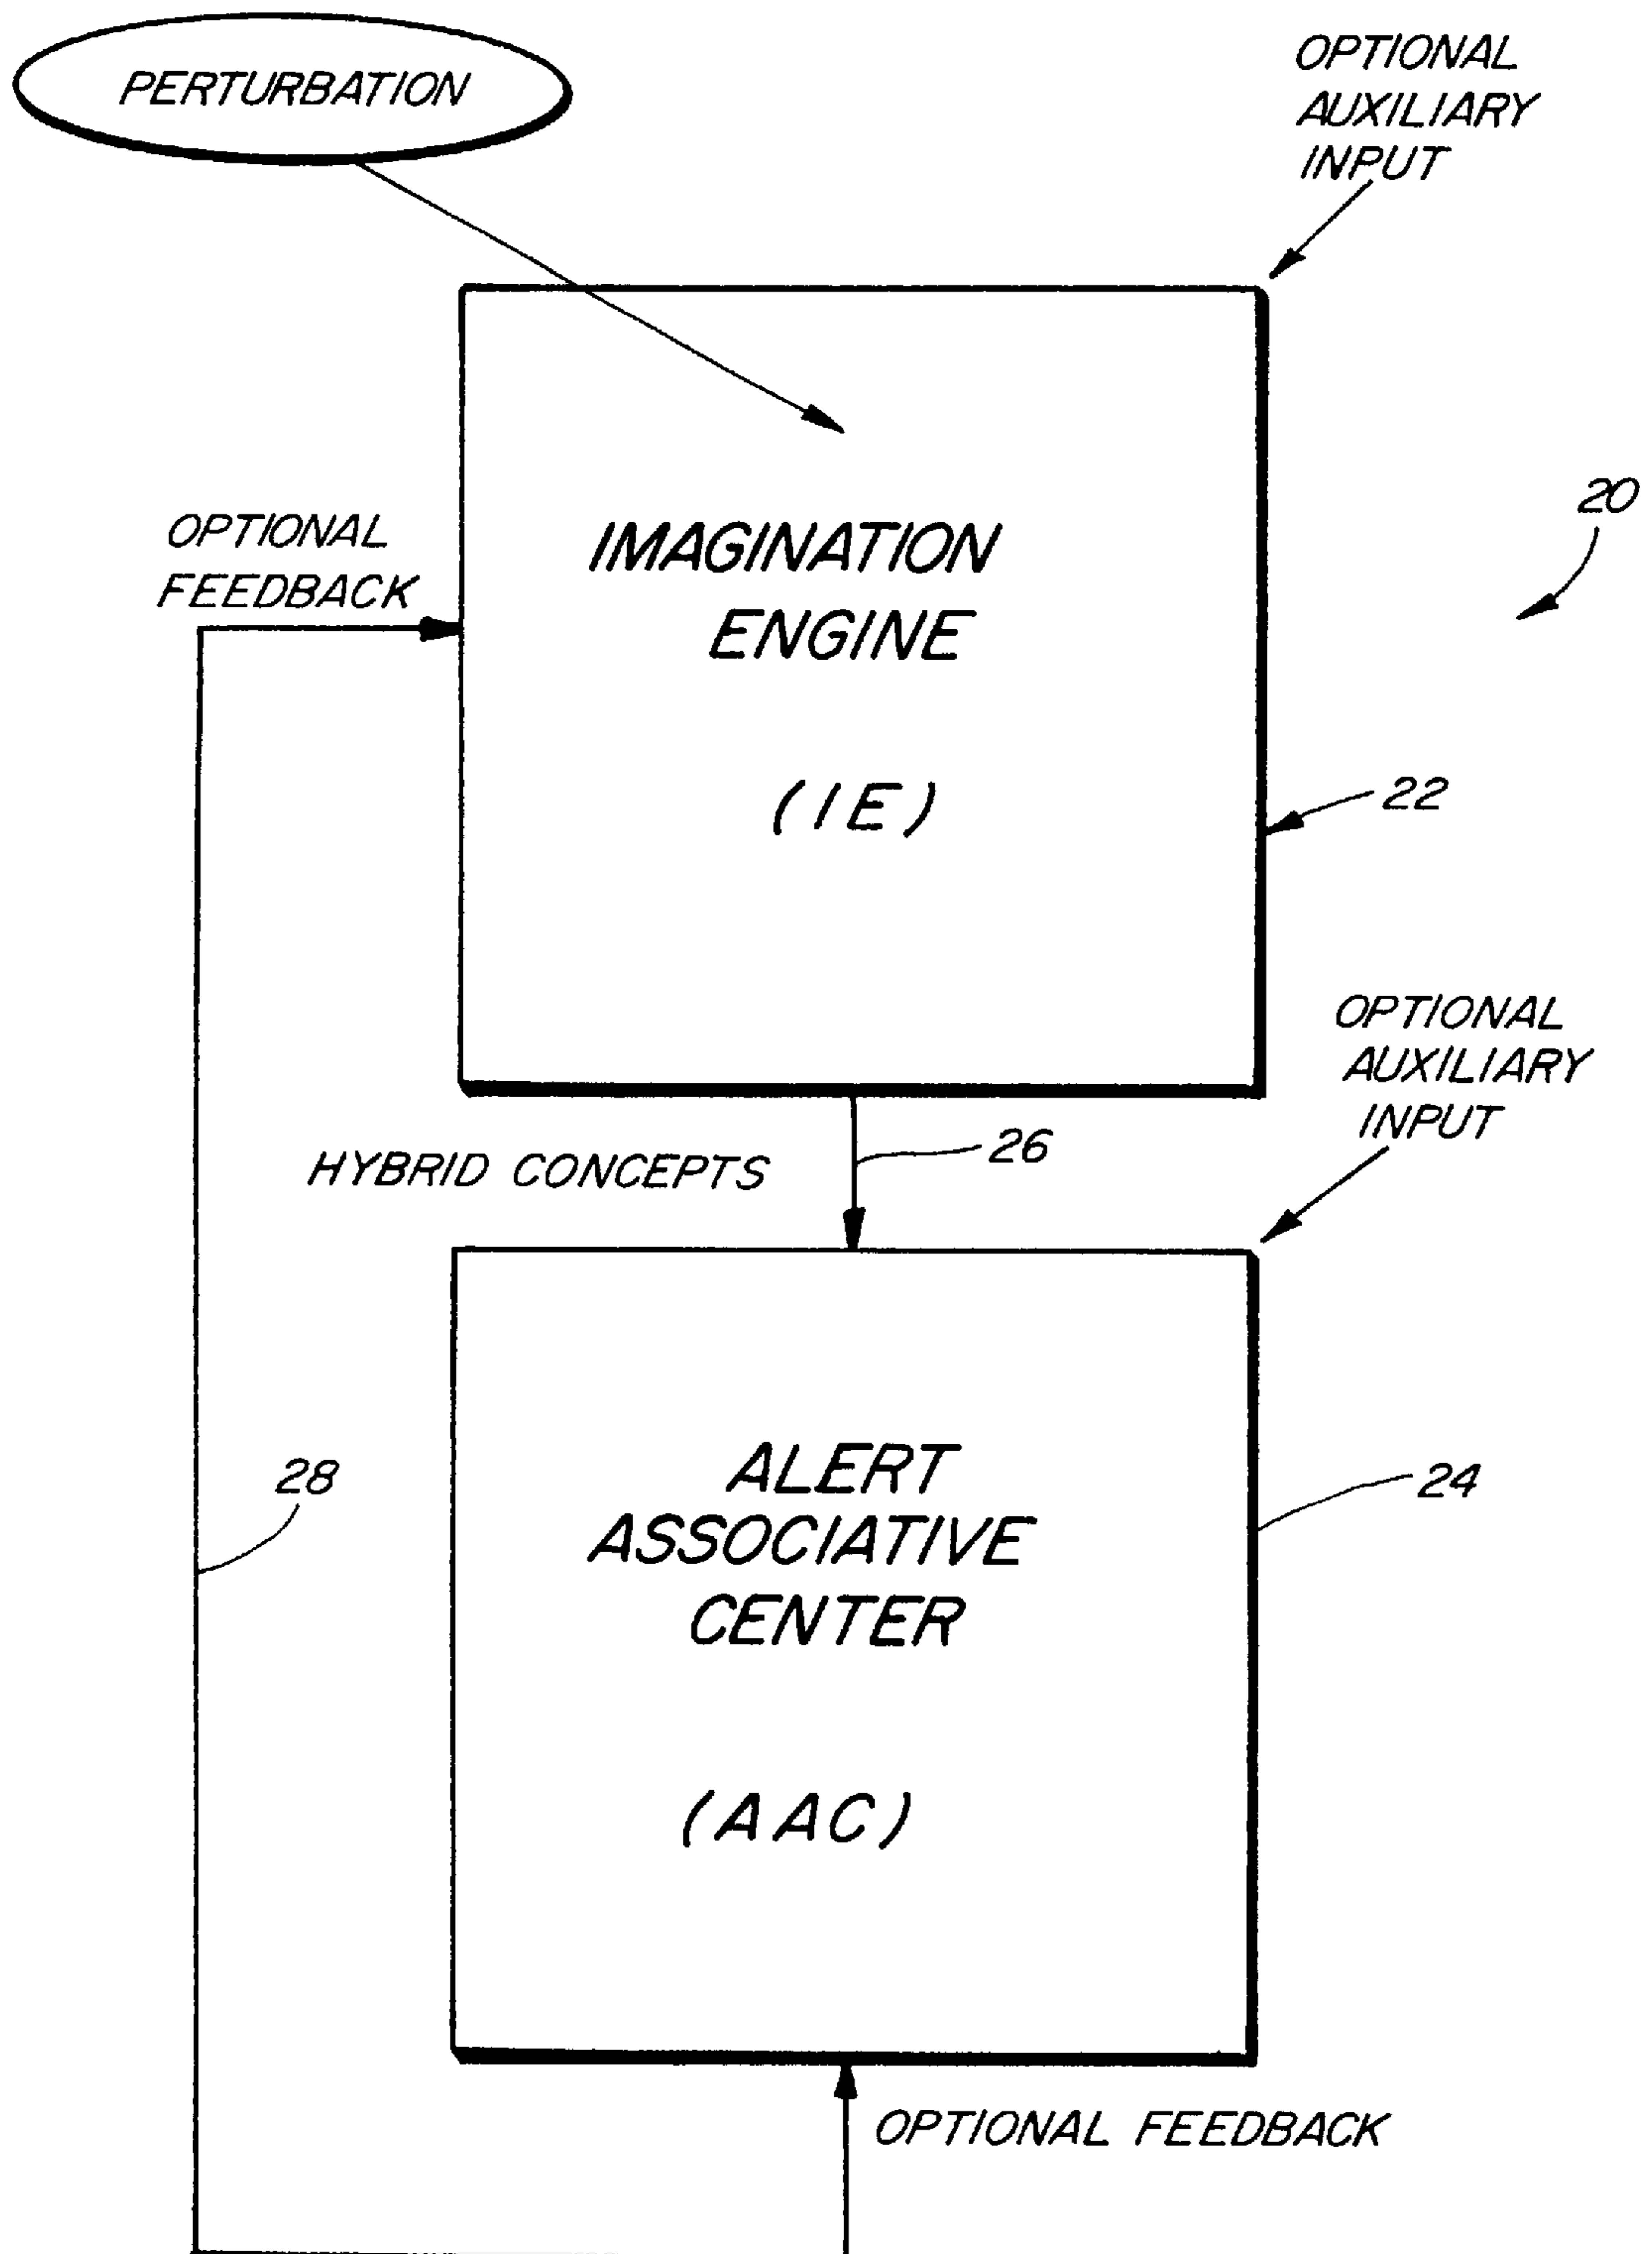 PERTURBATION
OPTIONAL
AUXILIARY
INPUT
20
OPTIONAL
FEEDBACK
IMAGINATION
ENGINE
(IE)
22
OPTIONAL
AUXILIARY
INPUT
HYBRID CONCEPTS
26
ALERT
ASSOCIATIVE
CENTER
(AAC)
28
24
OPTIONAL FEEDBACK